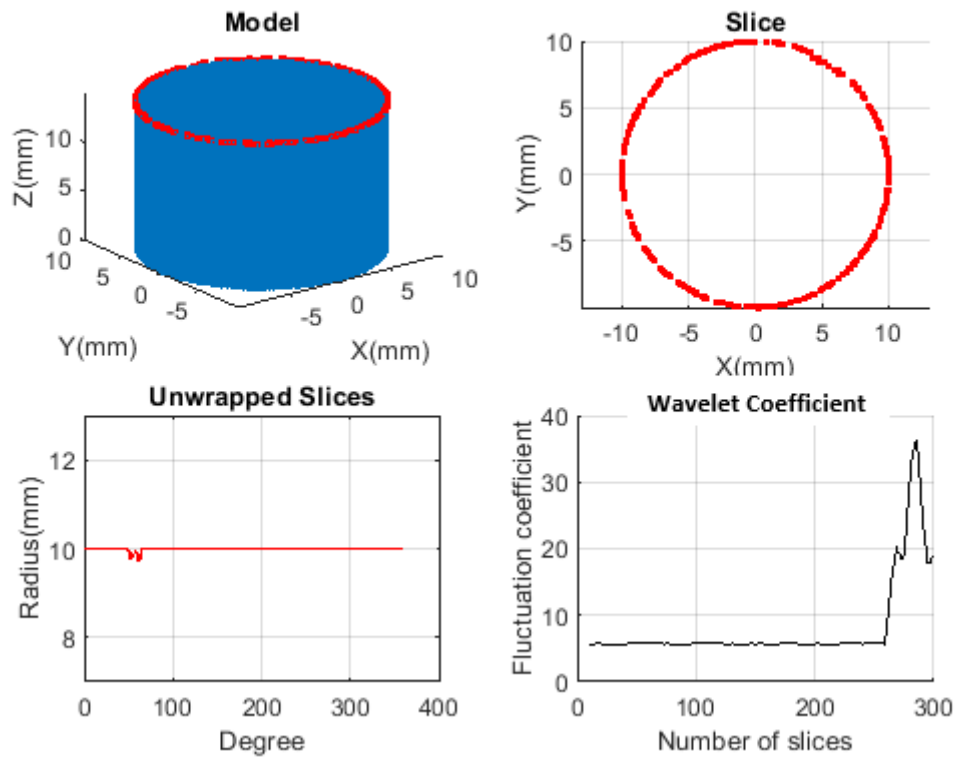 Model
Z(mm)
10
5
0
10
5
0
-5
Y(mm)
-5
0
5
10
X(mm)
Slice
Y(mm)
10
5
0
-5
-10
-5
0
5
10
X(mm)
Unwrapped Slices
Radius(mm)
12
10
8
0
100
200
300
400
Degree
Wavelet Coefficient
Fluctuation coefficient
40
30
20
10
0
0
100
200
300
Number of slices